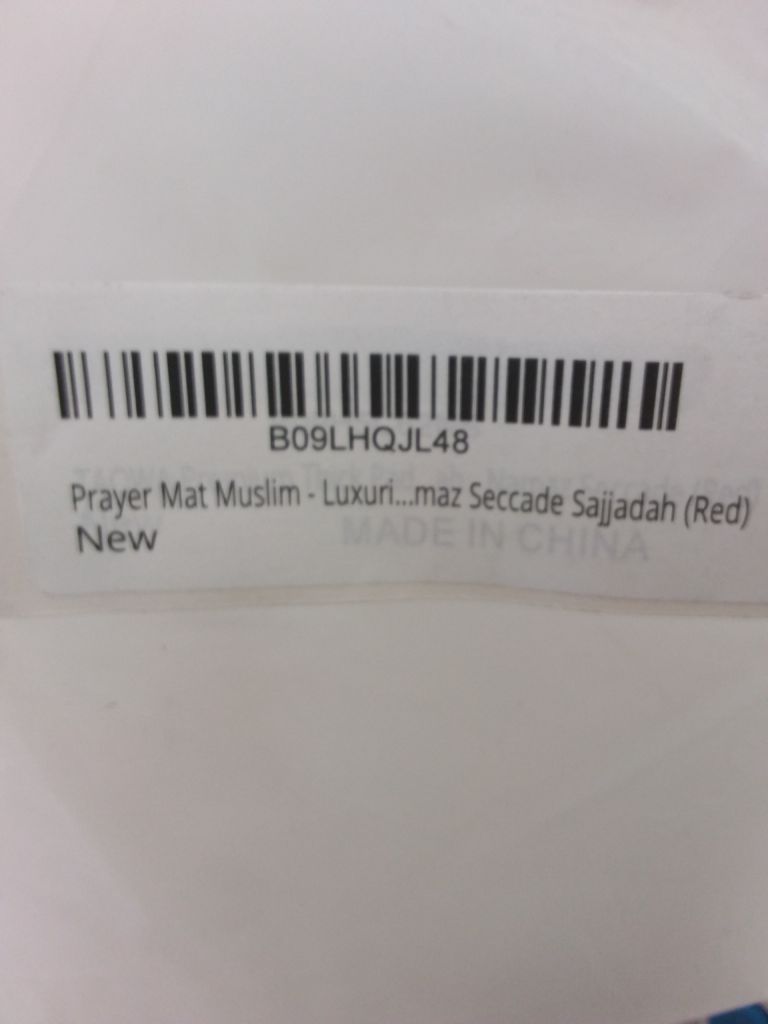 B09LHQJL48
Prayer Mat Muslim - Luxuri...maz Seccade Sajjadah (Red)
New
MADE IN CHINA